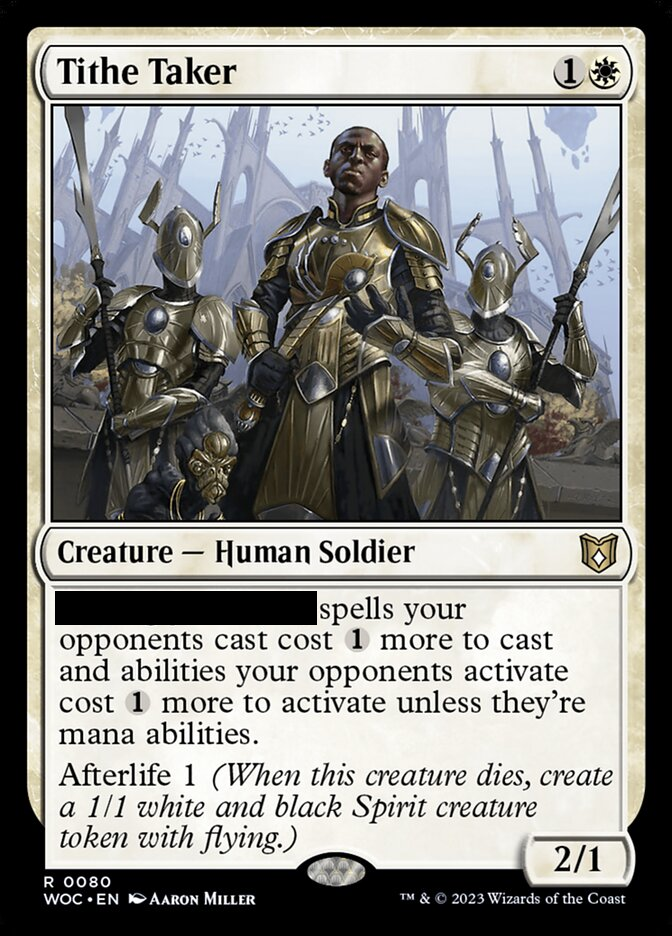 Tithe Taker 1
Creature — Human Soldier
spells your
opponents cast cost 1 more to cast
and abilities your opponents activate
cost 1 more to activate unless they're
mana abilities.
Afterlife 1 (When this creature dies, create
a 1/1 white and black Spirit creature
token with flying.)
2/1
R 0080
WOC • EN AARON MILLER
™ & © 2023 Wizards of the Coast